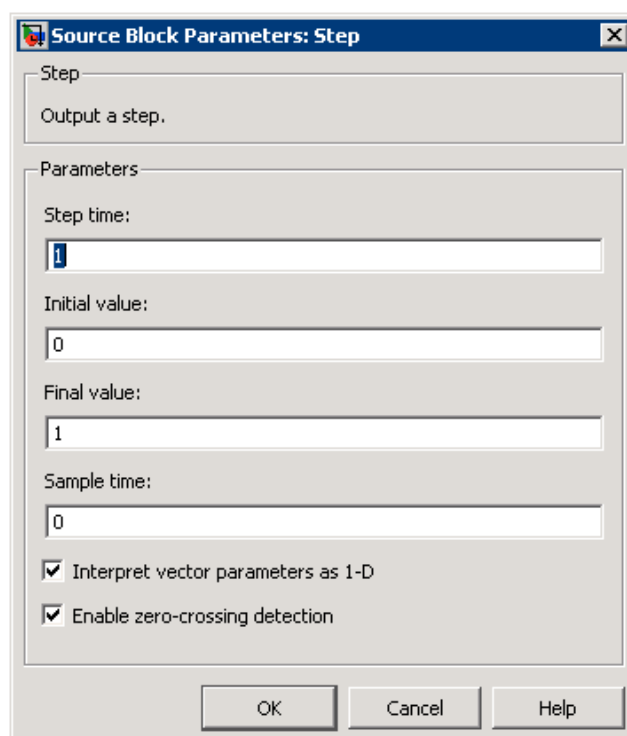 Source Block Parameters: Step
Step
Output a step.
Parameters
Step time:
1
Initial value:
0
Final value:
1
Sample time:
0
Interpret vector parameters as 1-D
Enable zero-crossing detection
OK Cancel Help